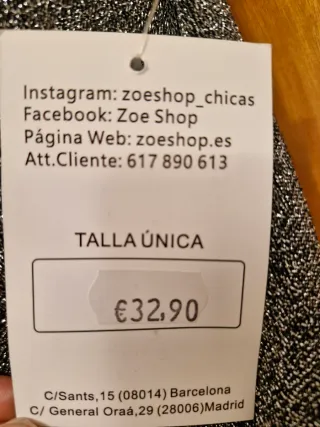 Instagram: zoeshop_chicas
Facebook: Zoe Shop
Página Web: zoeshop.es
Att.Cliente: 617 890 613
TALLA ÚNICA
€32,90
C/Sants,15 (08014) Barcelona
C/ General Oraá,29 (28006)Madrid